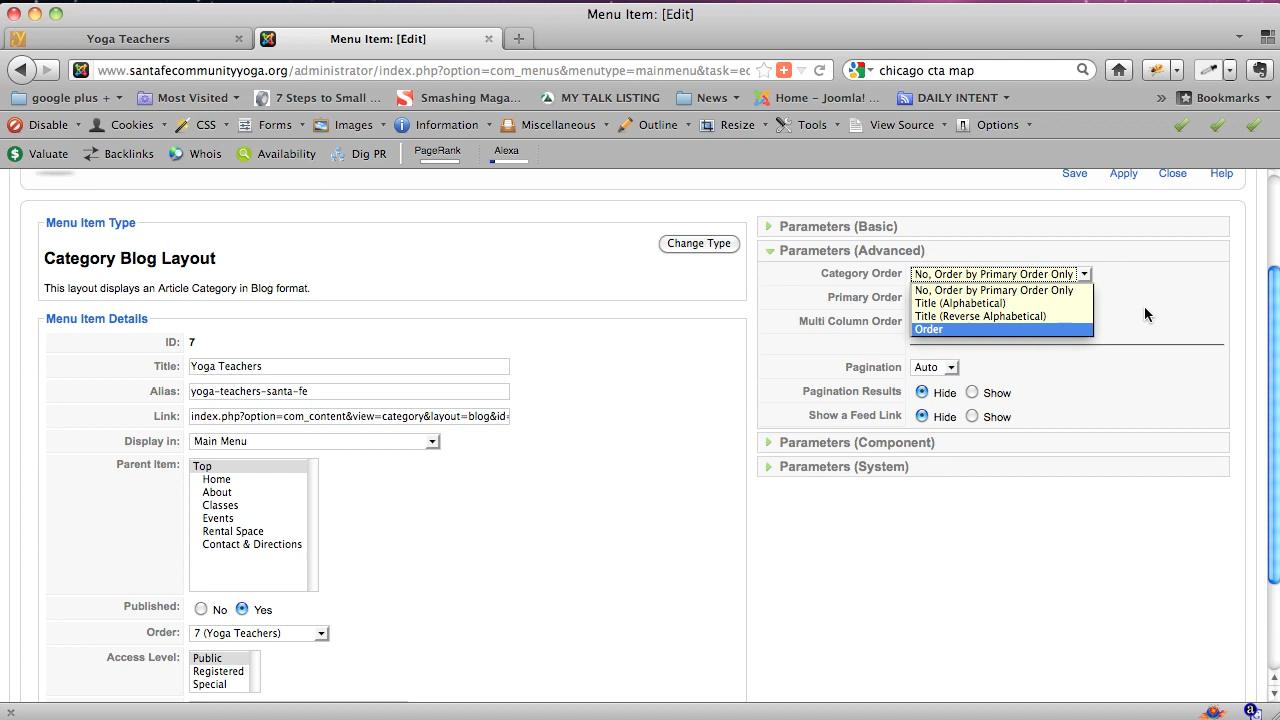 Menu Item: [Edit]
Yoga Teachers
Menu Item: [Edit]
www.santafecommunityyoga.org/administrator/index.php?option=com_menus&menutype=mainmenu&task=ec
chicago cta map
google plus +
Most Visited
7 Steps to Small ...
Smashing Maga...
MY TALK LISTING
News
Home – Joomla! ...
DAILY INTENT
»
Bookmarks
Disable
Cookies
CSS
Forms
Images
Information
Miscellaneous
Outline
Resize
Tools
View Source
Options
Valuate
Backlinks
Whois
Availability
Dig PR
PageRank
Alexa
Save
Apply
Close
Help
Menu Item Type
Change Type
Category Blog Layout
This layout displays an Article Category in Blog format.
Menu Item Details
ID: 7
Title: Yoga Teachers
Alias: yoga-teachers-santa-fe
Link: index.php?option=com_content&view=category&layout=blog&id=
Display in: Main Menu
Parent Item: Top
Home
About
Classes
Events
Rental Space
Contact & Directions
Published: No Yes
Order: 7 (Yoga Teachers)
Access Level: Public
Registered
Special
Parameters (Basic)
Parameters (Advanced)
Category Order No, Order by Primary Order Only
No, Order by Primary Order Only
Title (Alphabetical)
Title (Reverse Alphabetical)
Order
Primary Order
Multi Column Order
Pagination Auto
Pagination Results Hide Show
Show a Feed Link Hide Show
Parameters (Component)
Parameters (System)